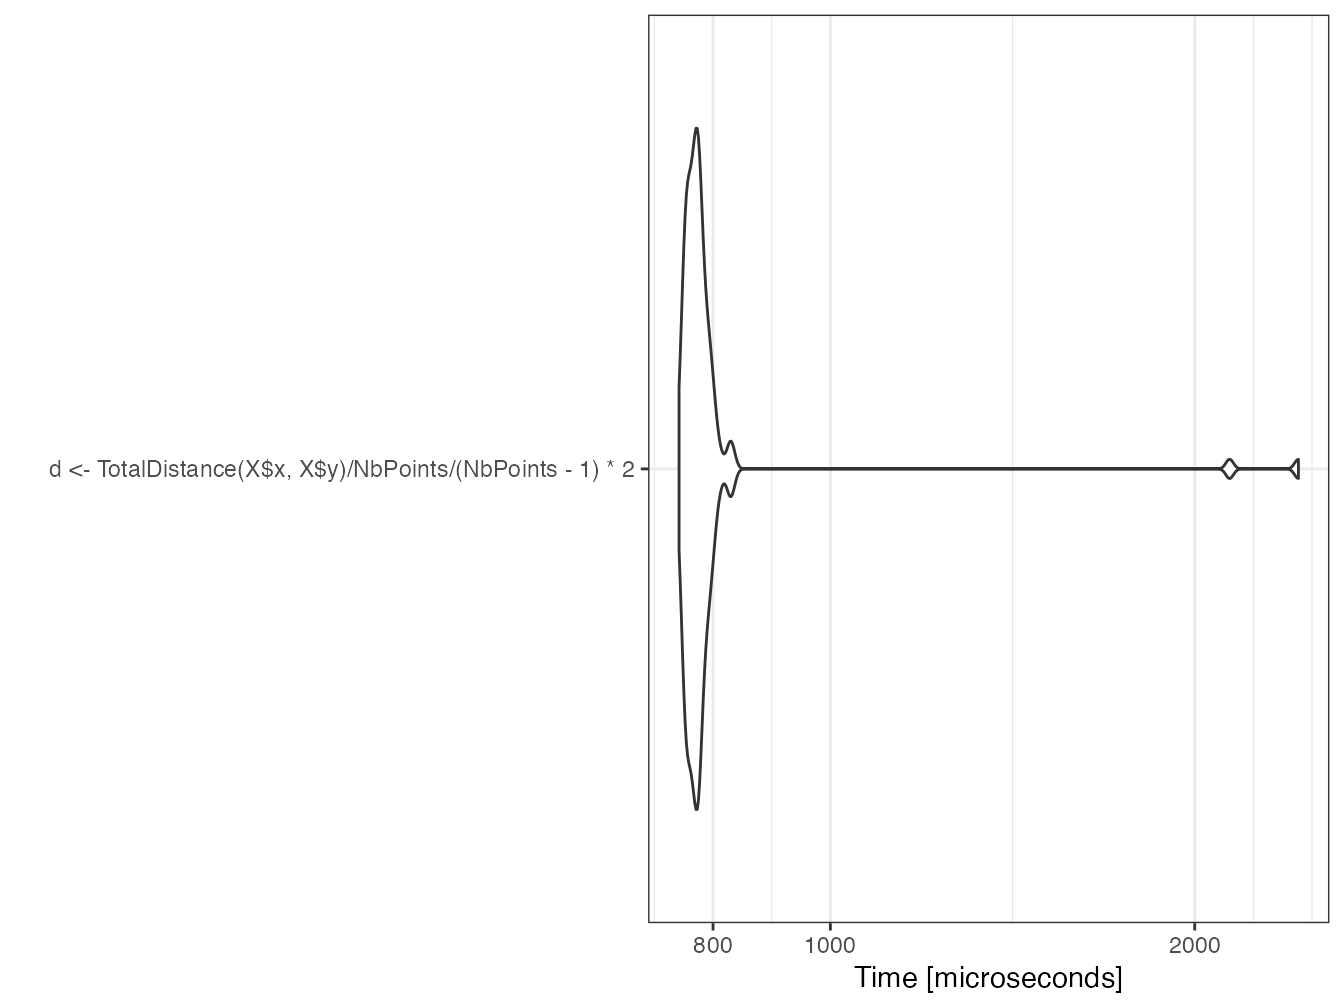 d <- TotalDistance(X$x, X$y)/NbPoints/(NbPoints - 1) * 2
800 1000 2000
Time [microseconds]